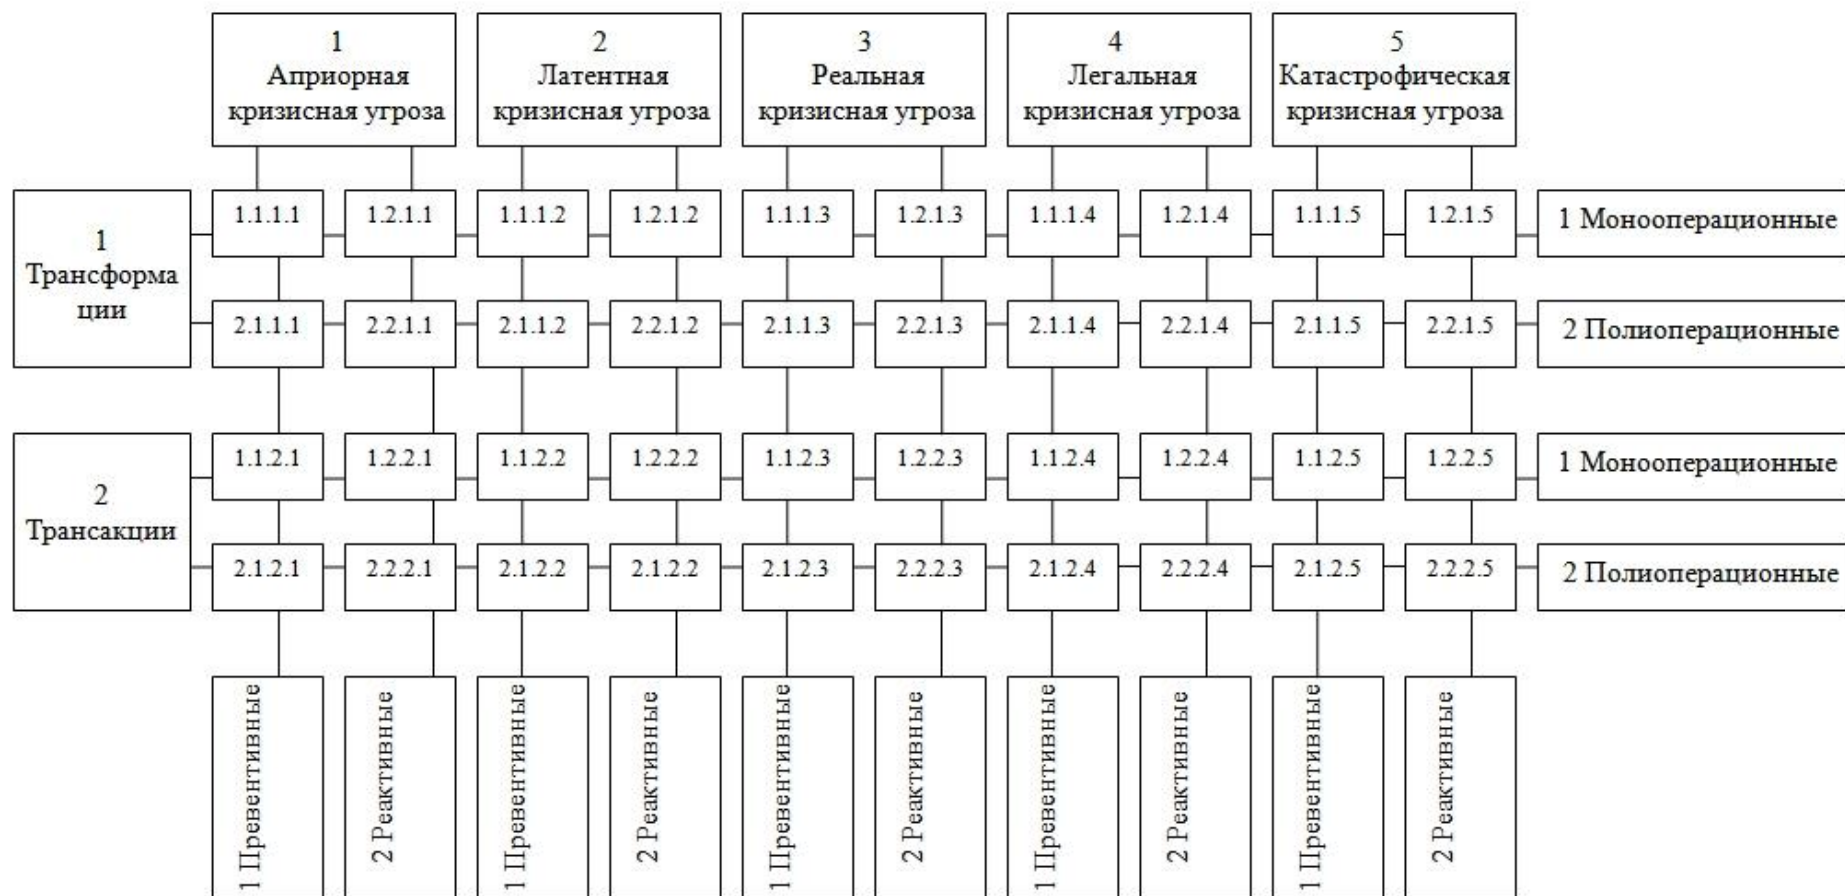 1
Априорная
кризисная угроза
2
Латентная
кризисная угроза
3
Реальная
кризисная угроза
4
Легальная
кризисная угроза
5
Катастрофическая
кризисная угроза
1
Трансформа
ции
1.1.1.1
1.2.1.1
1.1.1.2
1.2.1.2
1.1.1.3
1.2.1.3
1.1.1.4
1.2.1.4
1.1.1.5
1.2.1.5
1 Монооперационные
2.1.1.1
2.2.1.1
2.1.1.2
2.2.1.2
2.1.1.3
2.2.1.3
2.1.1.4
2.2.1.4
2.1.1.5
2.2.1.5
2 Полиоперационные
2
Трансакции
1.1.2.1
1.2.2.1
1.1.2.2
1.2.2.2
1.1.2.3
1.2.2.3
1.1.2.4
1.2.2.4
1.1.2.5
1.2.2.5
1 Монооперационные
2.1.2.1
2.2.2.1
2.1.2.2
2.1.2.2
2.1.2.3
2.2.2.3
2.1.2.4
2.2.2.4
2.1.2.5
2.2.2.5
2 Полиоперационные
1 Превентивные
2 Реактивные
1 Превентивные
2 Реактивные
1 Превентивные
2 Реактивные
1 Превентивные
2 Реактивные
1 Превентивные
2 Реактивные